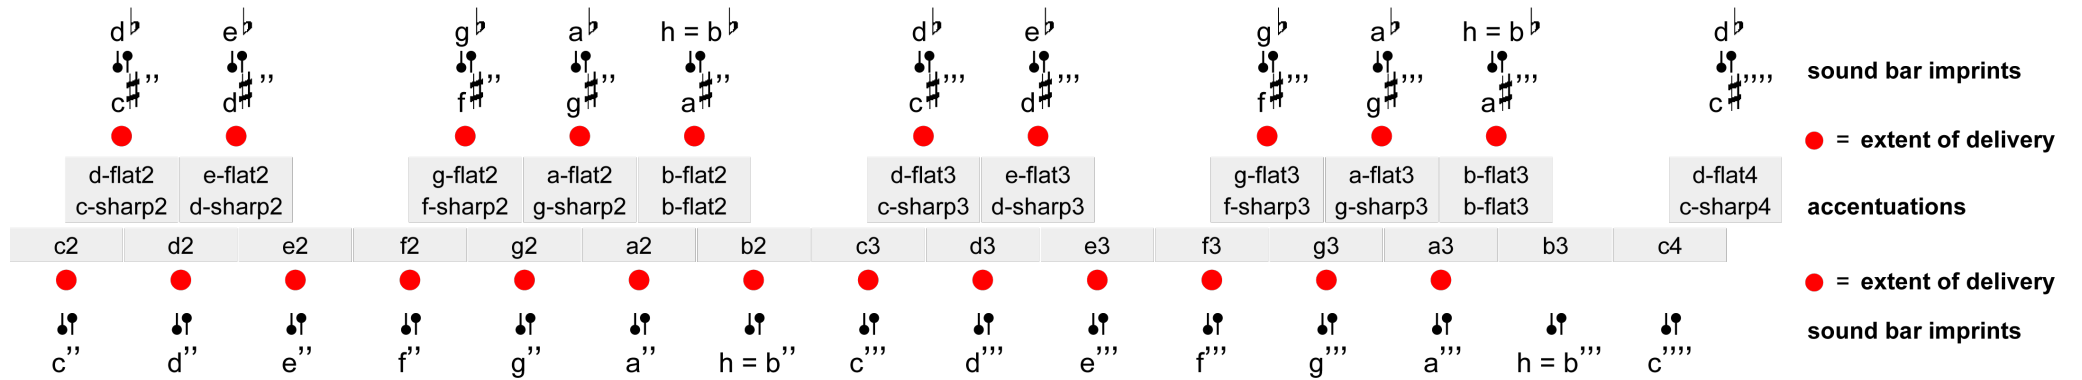 d♭ e♭ g♭ a♭ h = b♭ d♭ e♭ g♭ a♭ h = b♭ d♭
c♯’’ d♯’’ f♯’’ g♯’’ a♯’’ c♯’’’ d♯’’’ f♯’’’ g♯’’’ a♯’’’ c♯’’’’
sound bar imprints
= extent of delivery
d-flat2 e-flat2 g-flat2 a-flat2 b-flat2 d-flat3 e-flat3 g-flat3 a-flat3 b-flat3 d-flat4
c-sharp2 d-sharp2 f-sharp2 g-sharp2 b-flat2 c-sharp3 d-sharp3 f-sharp3 g-sharp3 b-flat3 c-sharp4
accentuations
c2 d2 e2 f2 g2 a2 b2 c3 d3 e3 f3 g3 a3 b3 c4
= extent of delivery
sound bar imprints
c’’ d’’ e’’ f’’ g’’ a’’ h = b’’ c’’’ d’’’ e’’’ f’’’ g’’’ a’’’ h = b’’’ c’’’’